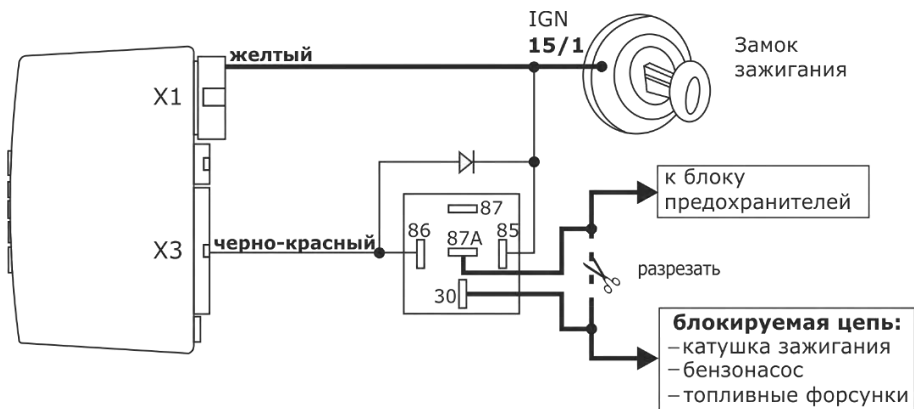 IGN
15/1
желтый
Замок
зажигания
X1
к блоку
предохранителей
87
86
87A
85
X3
черно-красный
разрезать
30
блокируемая цепь:
–катушка зажигания
–бензонасос
–топливные форсунки